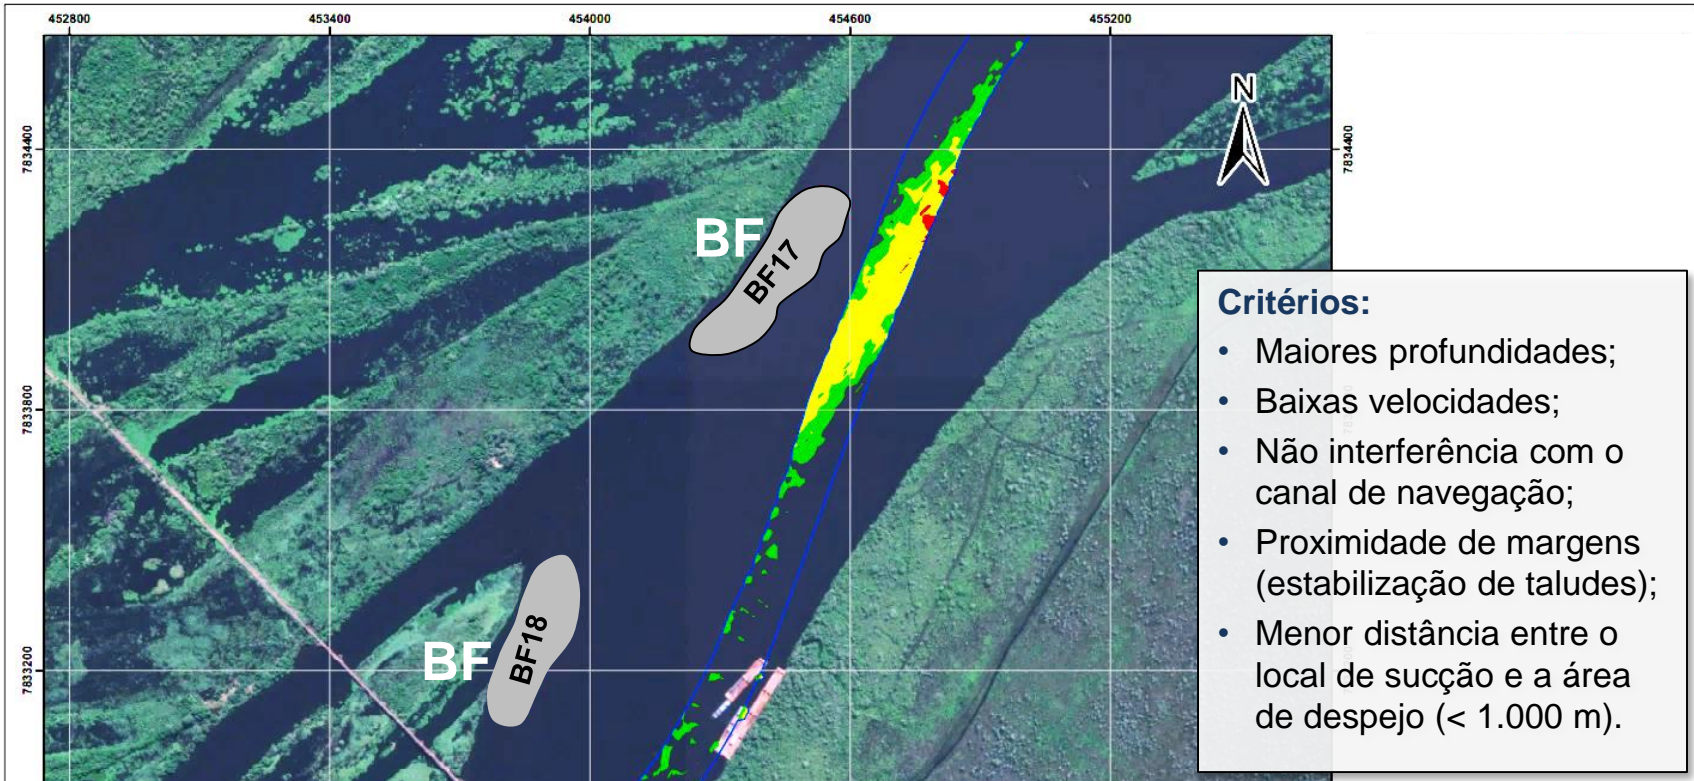 452800
453400
454000
454600
455200
N
7834400
7834400
BF
BF17
Critérios:
• Maiores profundidades;
• Baixas velocidades;
• Não interferência com o
canal de navegação;
• Proximidade de margens
(estabilização de taludes);
• Menor distância entre o
local de sucção e a área
de despejo (< 1.000 m).
7833800
BF
BF18
7833200